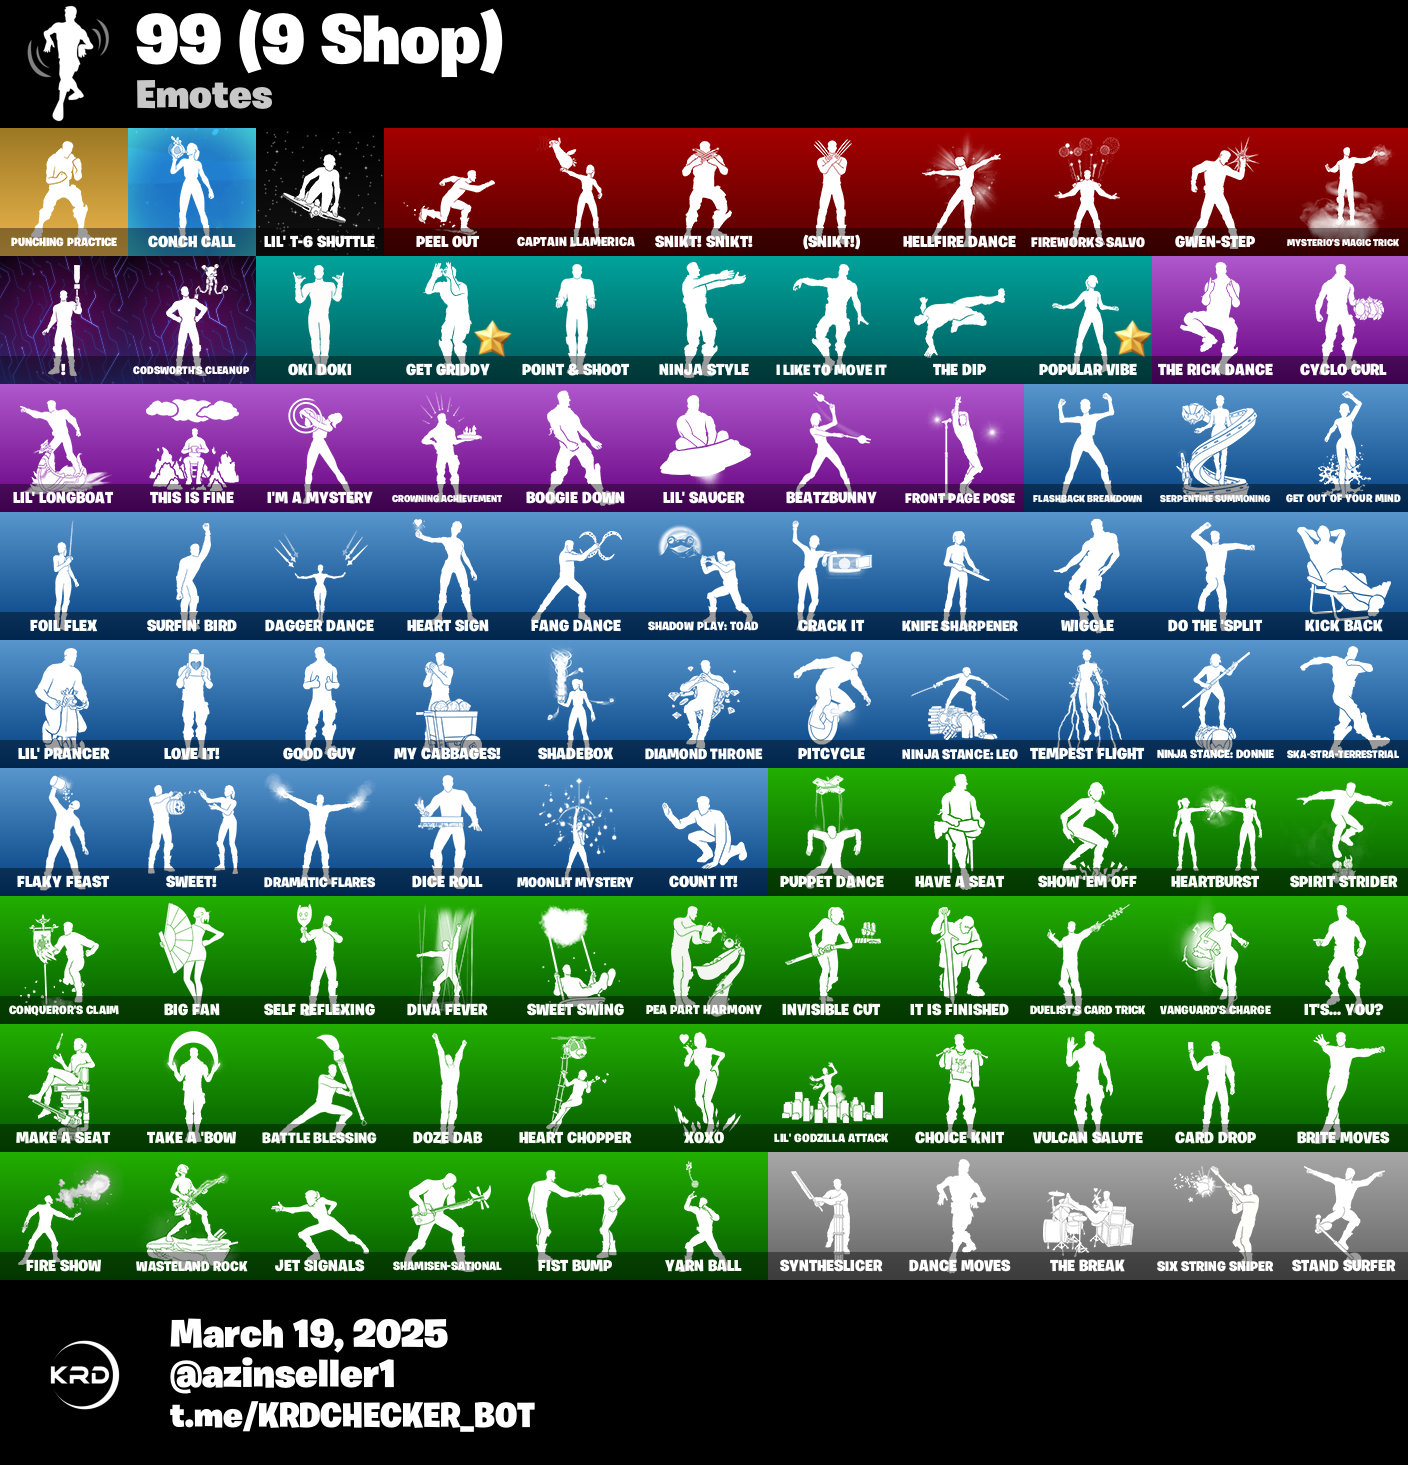 99 (9 Shop)
Emotes
PUNCHING PRACTICE CONCH CALL LIL' T-6 SHUTTLE PEEL OUT CAPTAIN LLAMERICA SNIKT! SNIKT! (SNIKT!) HELLFIRE DANCE FIREWORKS SALVO GWEN-STEP MYSTERIO'S MAGIC TRICK
! CODSWORTH'S CLEANUP OKI DOKI GET GRIDDY POINT & SHOOT NINJA STYLE I LIKE TO MOVE IT THE DIP POPULAR VIBE THE RICK DANCE CYCLO CURL
LIL' LONGBOAT THIS IS FINE I'M A MYSTERY CROWNING ACHIEVEMENT BOOGIE DOWN LIL' SAUCER BEATZBUNNY FRONT PAGE POSE FLASHBACK BREAKDOWN SERPENTINE SUMMONING GET OUT OF YOUR MIND
FOIL FLEX SURFIN' BIRD DAGGER DANCE HEART SIGN FANG DANCE SHADOW PLAY: TOAD CRACK IT KNIFE SHARPENER WIGGLE DO THE 'SPLIT KICK BACK
LIL' PRANCER LOVE IT! GOOD GUY MY CABBAGES! SHADEBOX DIAMOND THRONE PITCYCLE NINJA STANCE: LEO TEMPEST FLIGHT NINJA STANCE: DONNIE SKA-STRA-TERRESTRIAL
FLAKY FEAST SWEET! DRAMATIC FLARES DICE ROLL MOONLIT MYSTERY COUNT IT! PUPPET DANCE HAVE A SEAT SHOW 'EM OFF HEARTBURST SPIRIT STRIDER
CONQUEROR'S CLAIM BIG FAN SELF REFLEXING DIVA FEVER SWEET SWING PEA PART HARMONY INVISIBLE CUT IT IS FINISHED DUELIST'S CARD TRICK VANGUARD'S CHARGE IT'S... YOU?
MAKE A SEAT TAKE A 'BOW BATTLE BLESSING DOZE DAB HEART CHOPPER XOXO LIL' GODZILLA ATTACK CHOICE KNIT VULCAN SALUTE CARD DROP BRITE MOVES
FIRE SHOW WASTELAND ROCK JET SIGNALS SHAMISEN-SATIONAL FIST BUMP YARN BALL SYNTHESLICER DANCE MOVES THE BREAK SIX STRING SNIPER STAND SURFER
KRD
March 19, 2025
@azinseller1
t.me/KRDCHECKER_BOT